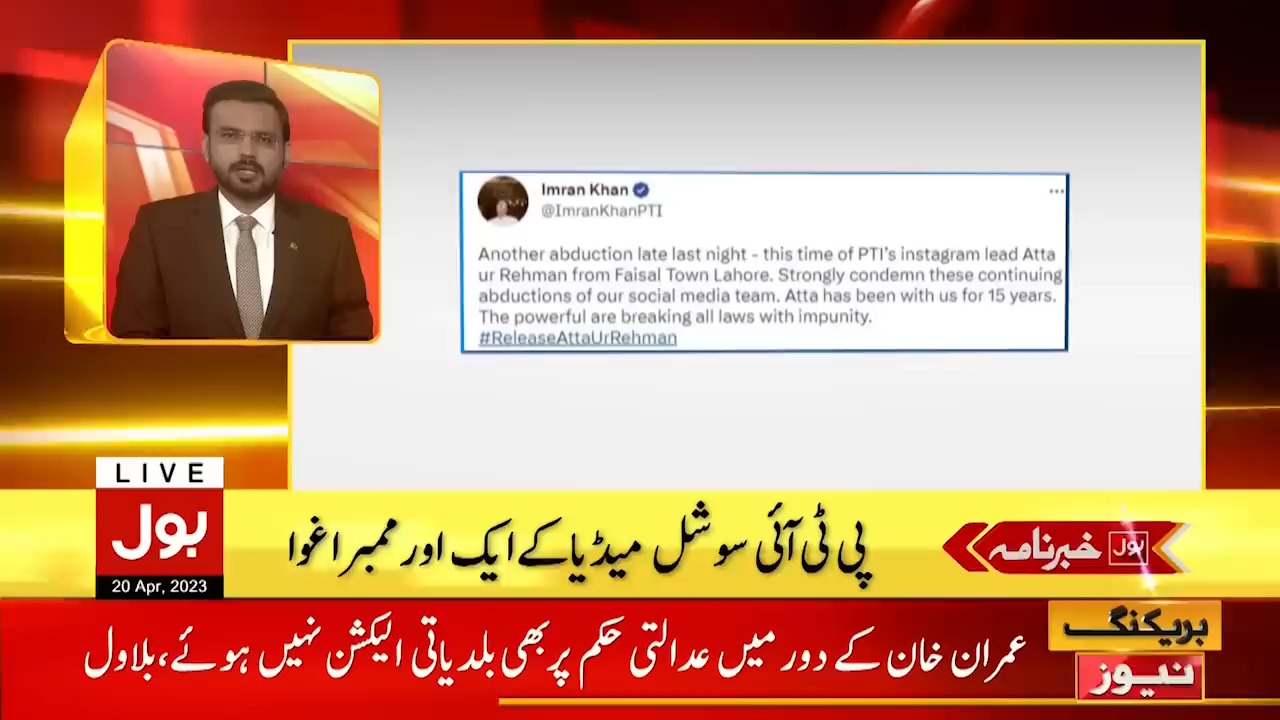 Imran Khan
@ImranKhanPTI
Another abduction late last night - this time of PTI's instagram lead Atta
ur Rehman from Faisal Town Lahore. Strongly condemn these continuing
abductions of our social media team. Atta has been with us for 15 years.
The powerful are breaking all laws with impunity.
#ReleaseAttaUrRehman
LIVE
بول
20 Apr, 2023
پی ٹی آئی سوشل میڈیا کے ایک اور ممبر اغوا
بول خبرنامہ
بریکنگ
نیوز
عمران خان کے دور میں عدالتی حکم پر بھی بلدیاتی الیکشن نہیں ہوئے، بلاول